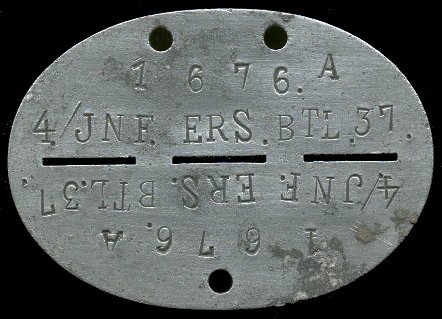 1676. A
4./JNF. ERS. BTL.37.
4/JNF. ERS. BTL.37
1676. A